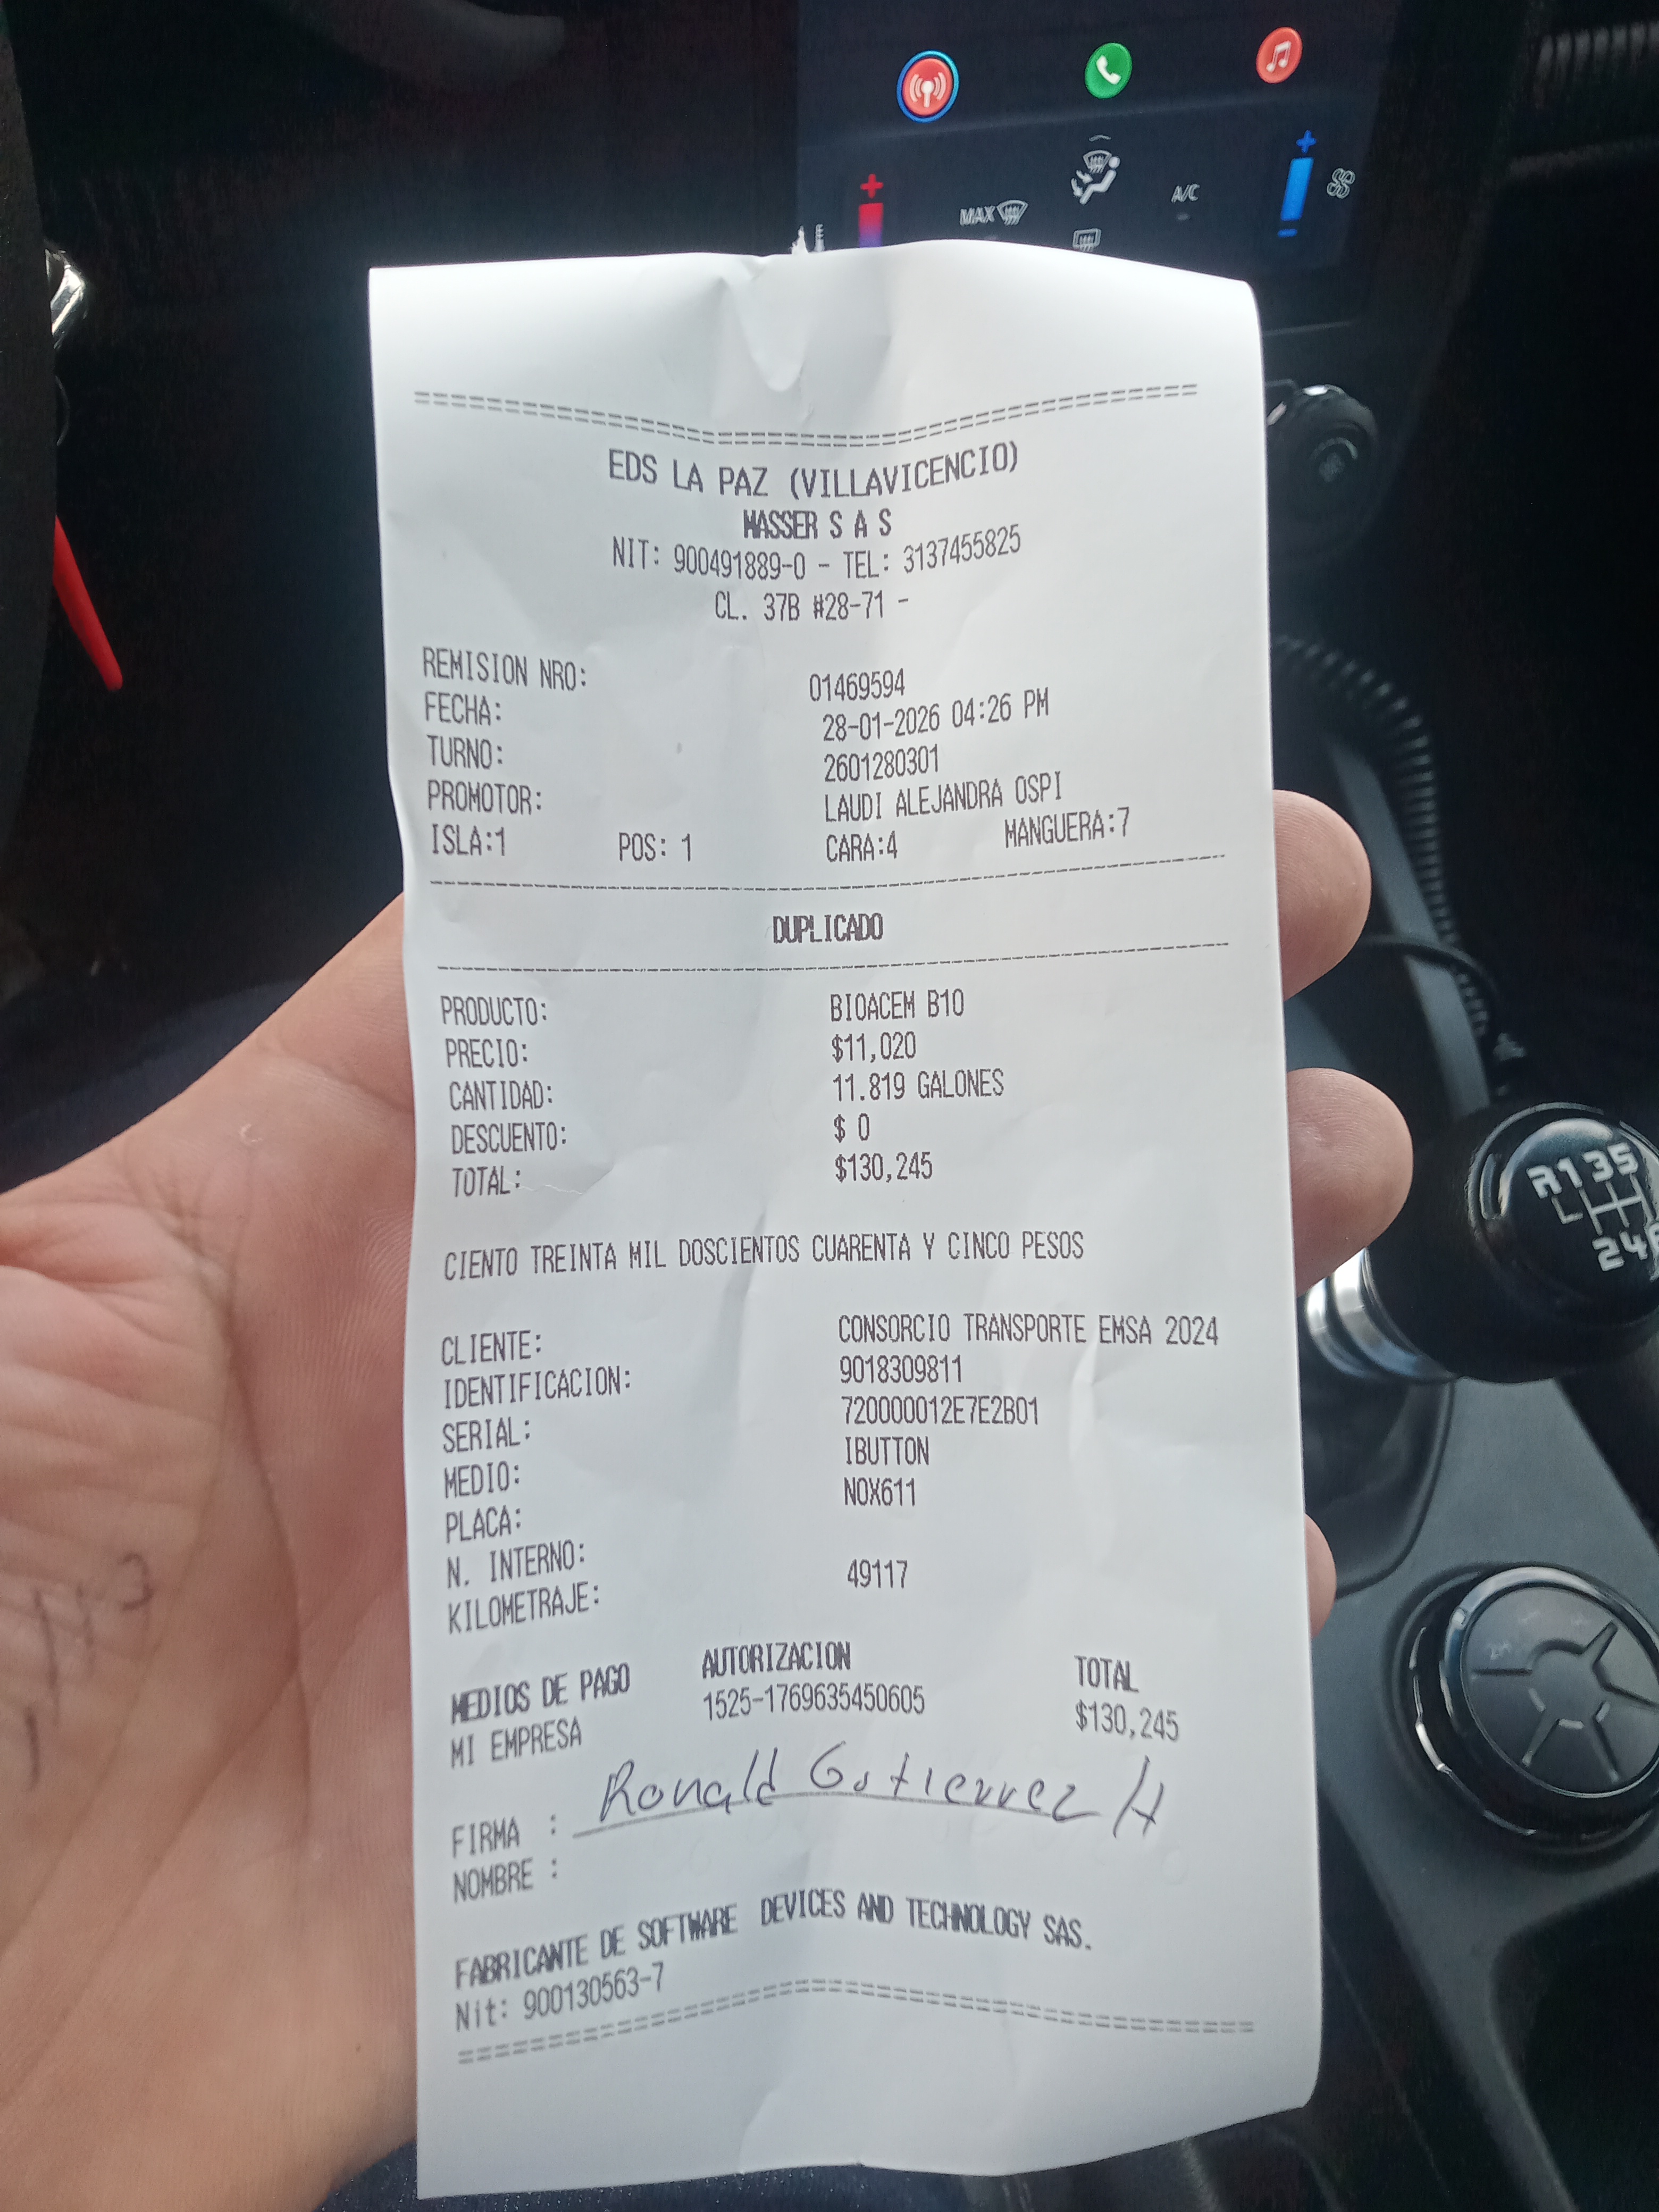 MAX
A/C
================================
EDS LA PAZ (VILLAVICENCIO)
WASSER S A S
NIT: 900491889-0 - TEL: 3137455825
CL. 37B #28-71 -
REMISION NRO: 01469594
FECHA: 28-01-2026 04:26 PM
TURNO: 2601280301
PROMOTOR: LAUDI ALEJANDRA OSPI
ISLA:1 POS: 1 CARA:4 MANGUERA:7
DUPLICADO
PRODUCTO: BIOACEM B10
PRECIO: $11,020
CANTIDAD: 11.819 GALONES
DESCUENTO: $ 0
TOTAL: $130,245
CIENTO TREINTA MIL DOSCIENTOS CUARENTA Y CINCO PESOS
CLIENTE: CONSORCIO TRANSPORTE EMSA 2024
IDENTIFICACION: 9018309811
SERIAL: 720000012E7E2B01
MEDIO: IBUTTON
PLACA: NOX611
N. INTERNO:
KILOMETRAJE: 49117
MEDIOS DE PAGO AUTORIZACION TOTAL
MI EMPRESA 1525-1769635450605 $130,245
FIRMA : Ronald Gutierrez H
NOMBRE :
FABRICANTE DE SOFTWARE DEVICES AND TECHNOLOGY SAS.
Nit: 900130563-7
================================
R 1 3 5
2 4